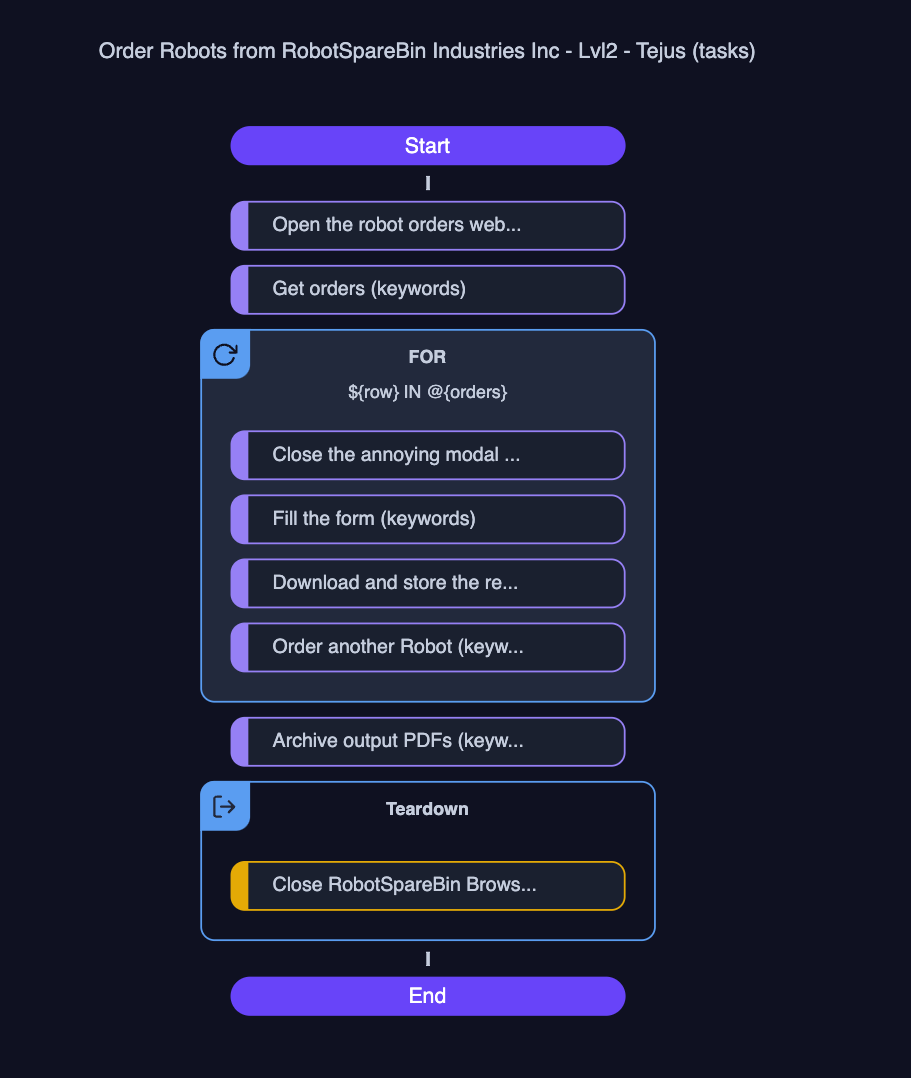 Order Robots from RobotSpareBin Industries Inc - Lvl2 - Tejus (tasks)
Start
Open the robot orders web...
Get orders (keywords)
FOR
${row} IN @{orders}
Close the annoying modal ...
Fill the form (keywords)
Download and store the re...
Order another Robot (keyw...
Archive output PDFs (keyw...
Teardown
Close RobotSpareBin Brows...
End